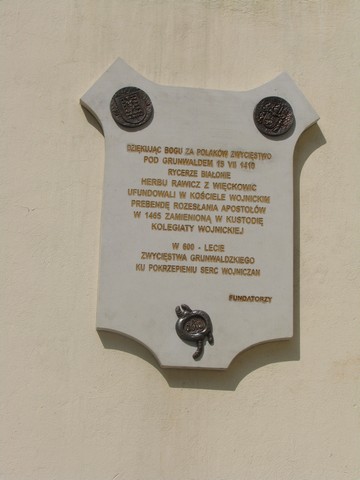 DZIĘKUJĄC BOGU ZA POLAKÓW ZWYCIĘSTWO
POD GRUNWALDEM 15 VII 1410
RYCERZE BIAŁONIE
HERBU RAWICZ Z WIĘCKOWIC
UFUNDOWALI W KOŚCIELE WOJNICKIM
PREBENDĘ ROZESŁANIA APOSTOŁÓW
W 1465 ZAMIENIONĄ W KUSTODIĘ
KOLEGIATY WOJNICKIEJ
W 600 - LECIE
ZWYCIĘSTWA GRUNWALDZKIEGO
KU POKRZEPIENIU SERC WOJNICZAN
FUNDATORZY